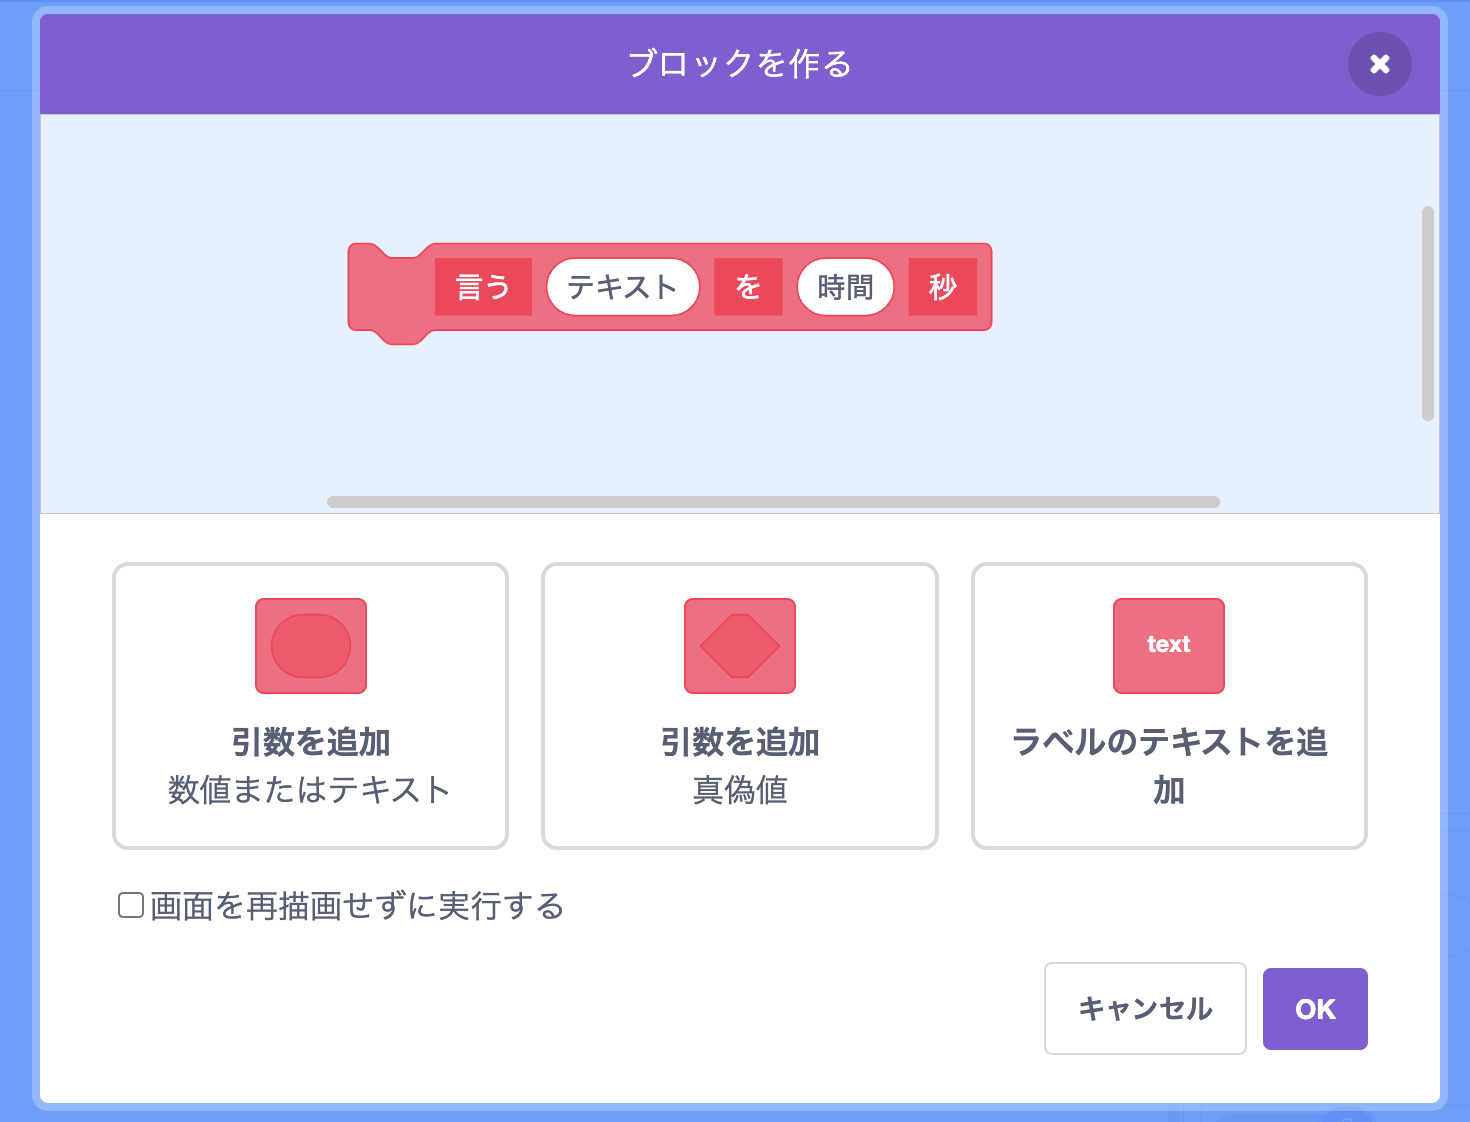 ブロックを作る
言う テキスト を 時間 秒
引数を追加
数値またはテキスト
引数を追加
真偽値
text
ラベルのテキストを追
加
画面を再描画せずに実行する
キャンセル OK